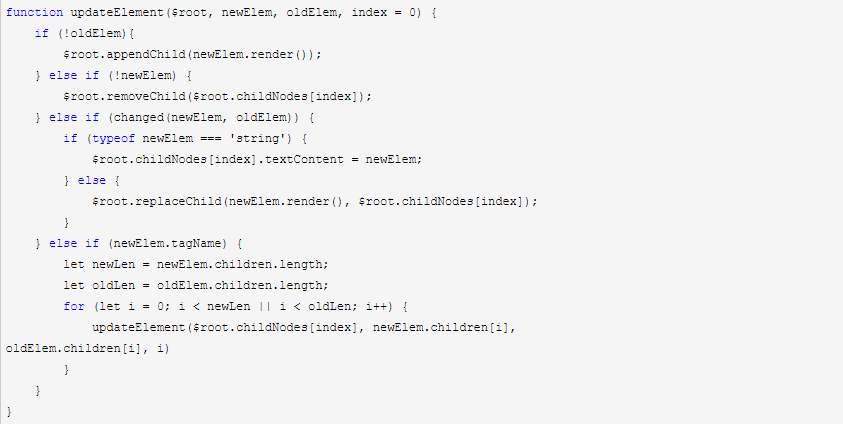 function updateElement($root, newElem, oldElem, index = 0) {
    if (!oldElem){
        $root.appendChild(newElem.render());
    } else if (!newElem) {
        $root.removeChild($root.childNodes[index]);
    } else if (changed(newElem, oldElem)) {
        if (typeof newElem === 'string') {
            $root.childNodes[index].textContent = newElem;
        } else {
            $root.replaceChild(newElem.render(), $root.childNodes[index]);
        }
    } else if (newElem.tagName) {
        let newLen = newElem.children.length;
        let oldLen = oldElem.children.length;
        for (let i = 0; i < newLen || i < oldLen; i++) {
            updateElement($root.childNodes[index], newElem.children[i],
oldElem.children[i], i)
        }
    }
}